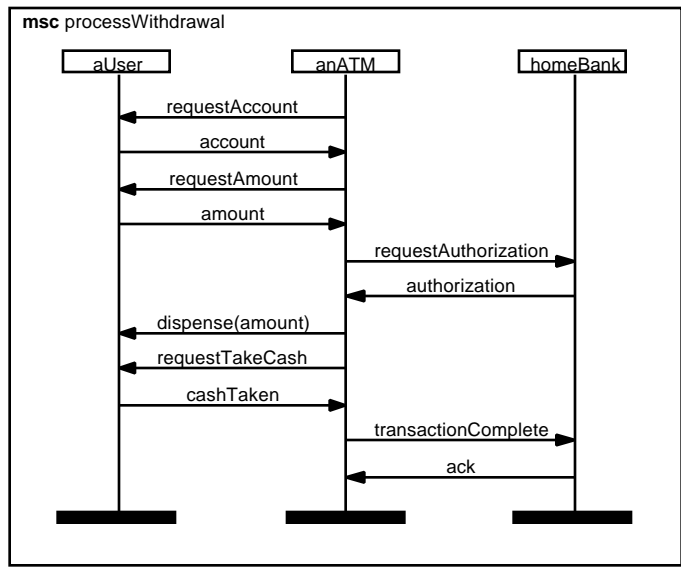 msc processWithdrawal
aUser
anATM
homeBank
requestAccount
account
requestAmount
amount
requestAuthorization
authorization
dispense(amount)
requestTakeCash
cashTaken
transactionComplete
ack